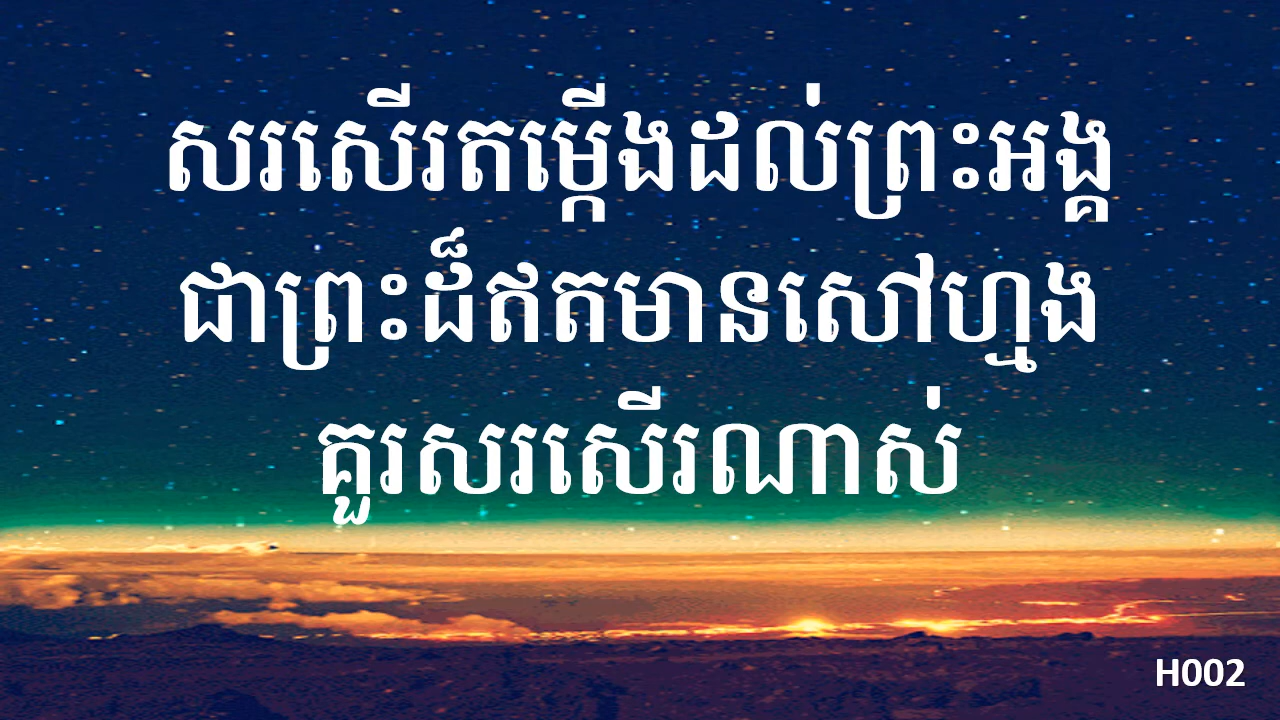 សរសើរតម្កើងដល់ព្រះអង្គ
ជាព្រះដ៏ឥតមានសៅហ្មង
គួរសរសើរណាស់
H002